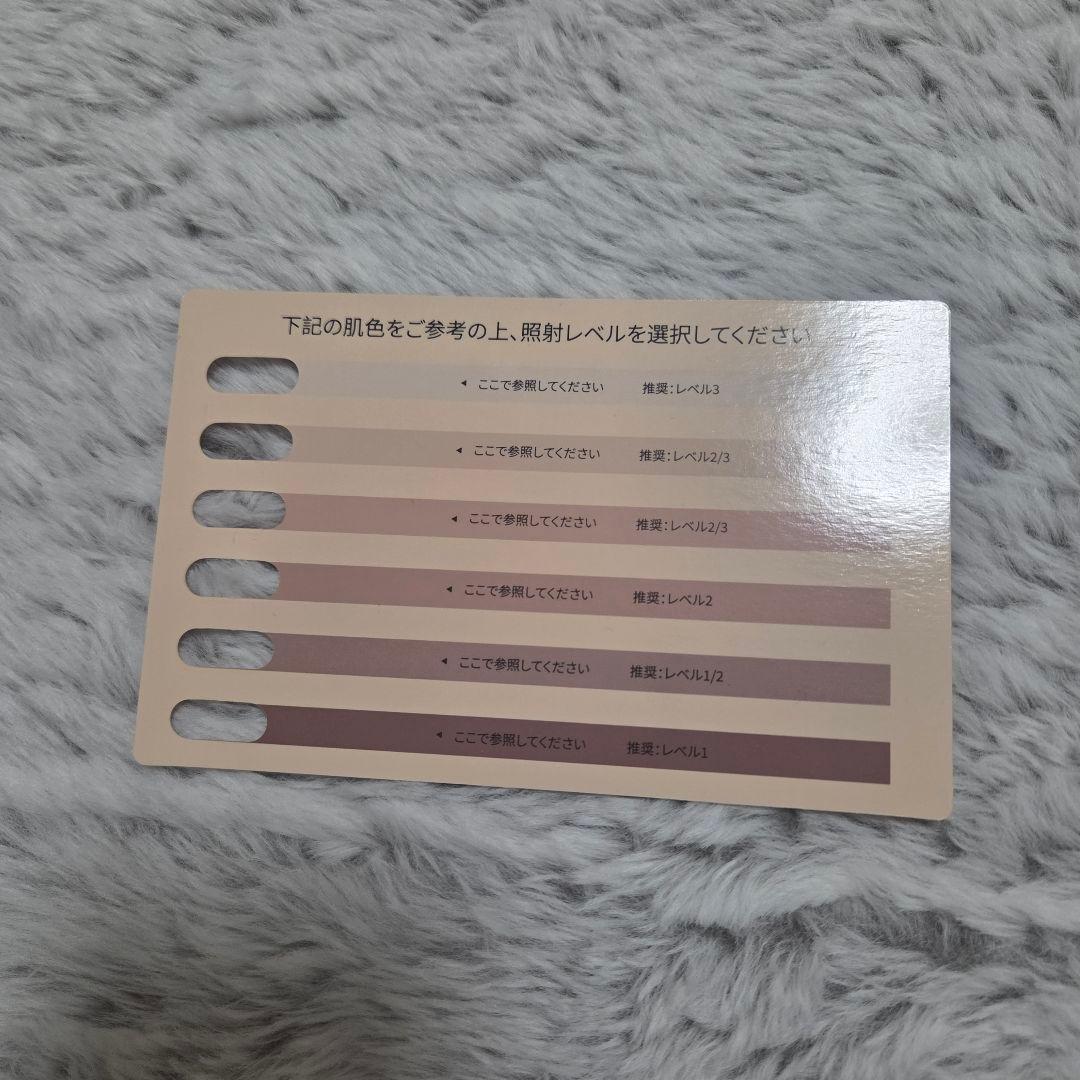 下記の肌色をご参考の上、照射レベルを選択してください
◂ ここで参照してください 推奨:レベル3
◂ ここで参照してください 推奨:レベル2/3
◂ ここで参照してください 推奨:レベル2/3
◂ ここで参照してください 推奨:レベル2
◂ ここで参照してください 推奨:レベル1/2
◂ ここで参照してください 推奨:レベル1